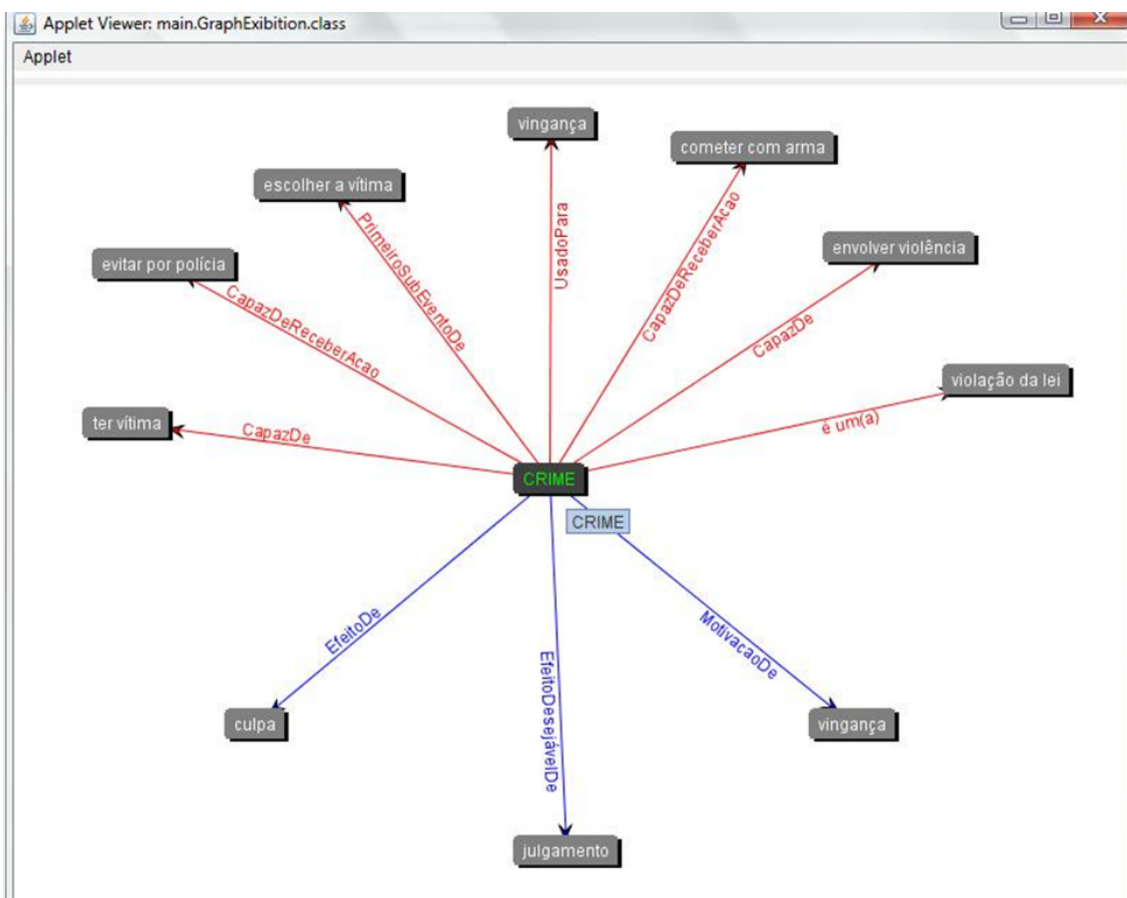 Applet Viewer: main.GraphExibition.class
Applet
vingança
cometer com arma
escolher a vítima
envolver violência
evitar por polícia
PrimeiroSubEventoDe
UsadoPara
CapazDeReceberAcao
CapazDeReceberAcao
CapazDe
violação da lei
ter vítima
CapazDe
é um(a)
CRIME
CRIME
EfeitoDe
EfeitoDesejávelDe
MotivacaoDe
culpa
vingança
julgamento